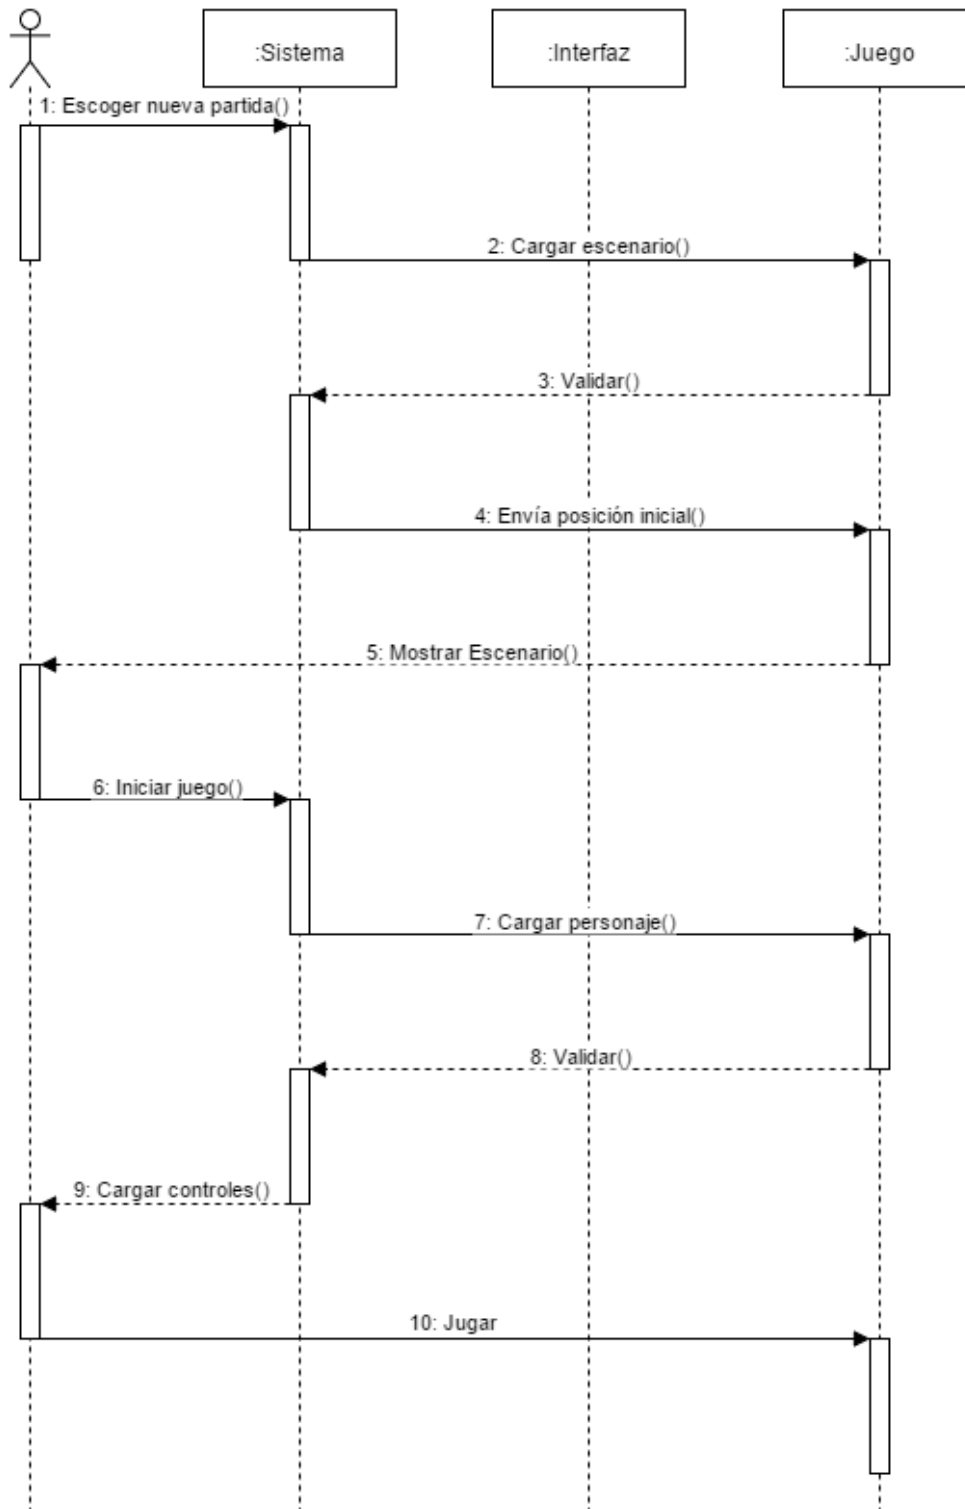 :Sistema
:Interfaz
:Juego
1: Escoger nueva partida()
2: Cargar escenario()
3: Validar()
4: Envía posición inicial()
5: Mostrar Escenario()
6: Iniciar juego()
7: Cargar personaje()
8: Validar()
9: Cargar controles()
10: Jugar